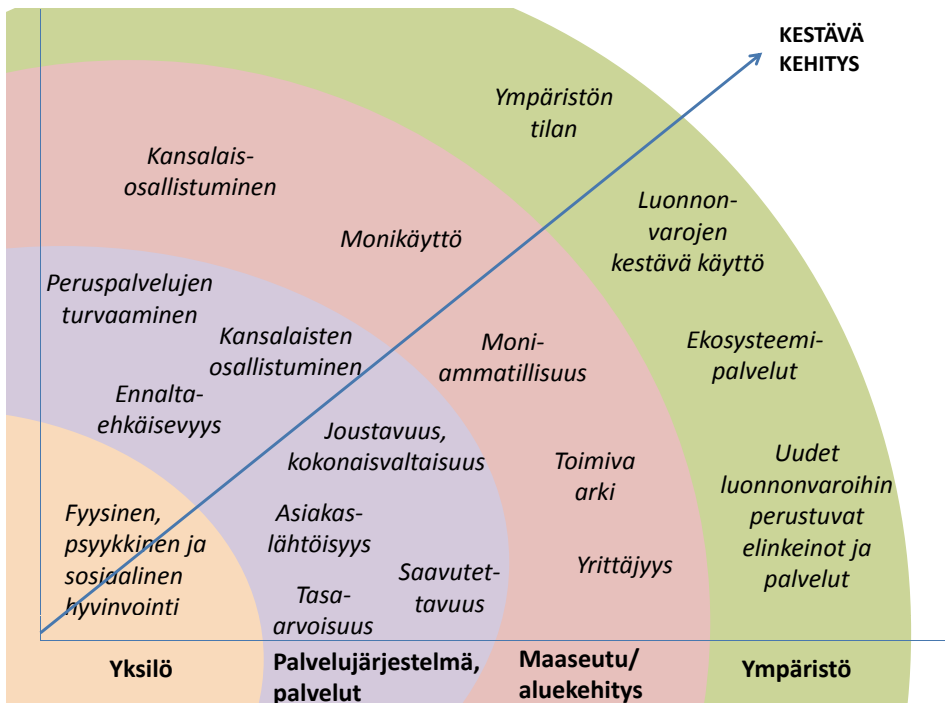 KESTÄVÄ
KEHITYS
Ympäristön
tilan
Kansalais-
osallistuminen
Luonnon-
varojen
kestävä käyttö
Monikäyttö
Peruspalvelujen
turvaaminen
Kansalaisten
osallistuminen
Moni-
ammatillisuus
Ekosysteemi-
palvelut
Ennalta-
ehkäisevyys
Joustavuus,
kokonaisvaltaisuus
Toimiva
arki
Uudet
luonnonvaroihin
perustuvat
elinkeinot ja
palvelut
Fyysinen,
psyykkinen ja
sosiaalinen
hyvinvointi
Asiakas-
lähtöisyys
Saavutet-
tavuus
Yrittäjyys
Tasa-
arvoisuus
Yksilö
Palvelujärjestelmä,
palvelut
Maaseutu/
aluekehitys
Ympäristö